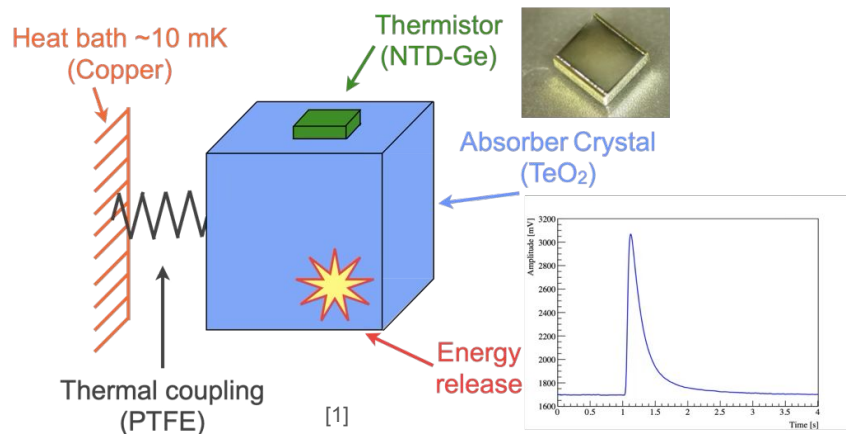 Heat bath ~10 mK
(Copper)
Thermistor
(NTD-Ge)
Absorber Crystal
(TeO₂)
Energy
release
Thermal coupling
(PTFE)
[1]
Amplitude [mV]
3200
3000
2800
2600
2400
2200
2000
1800
1600
0
0.5
1
1.5
2
2.5
3
3.5
4
Time [s]